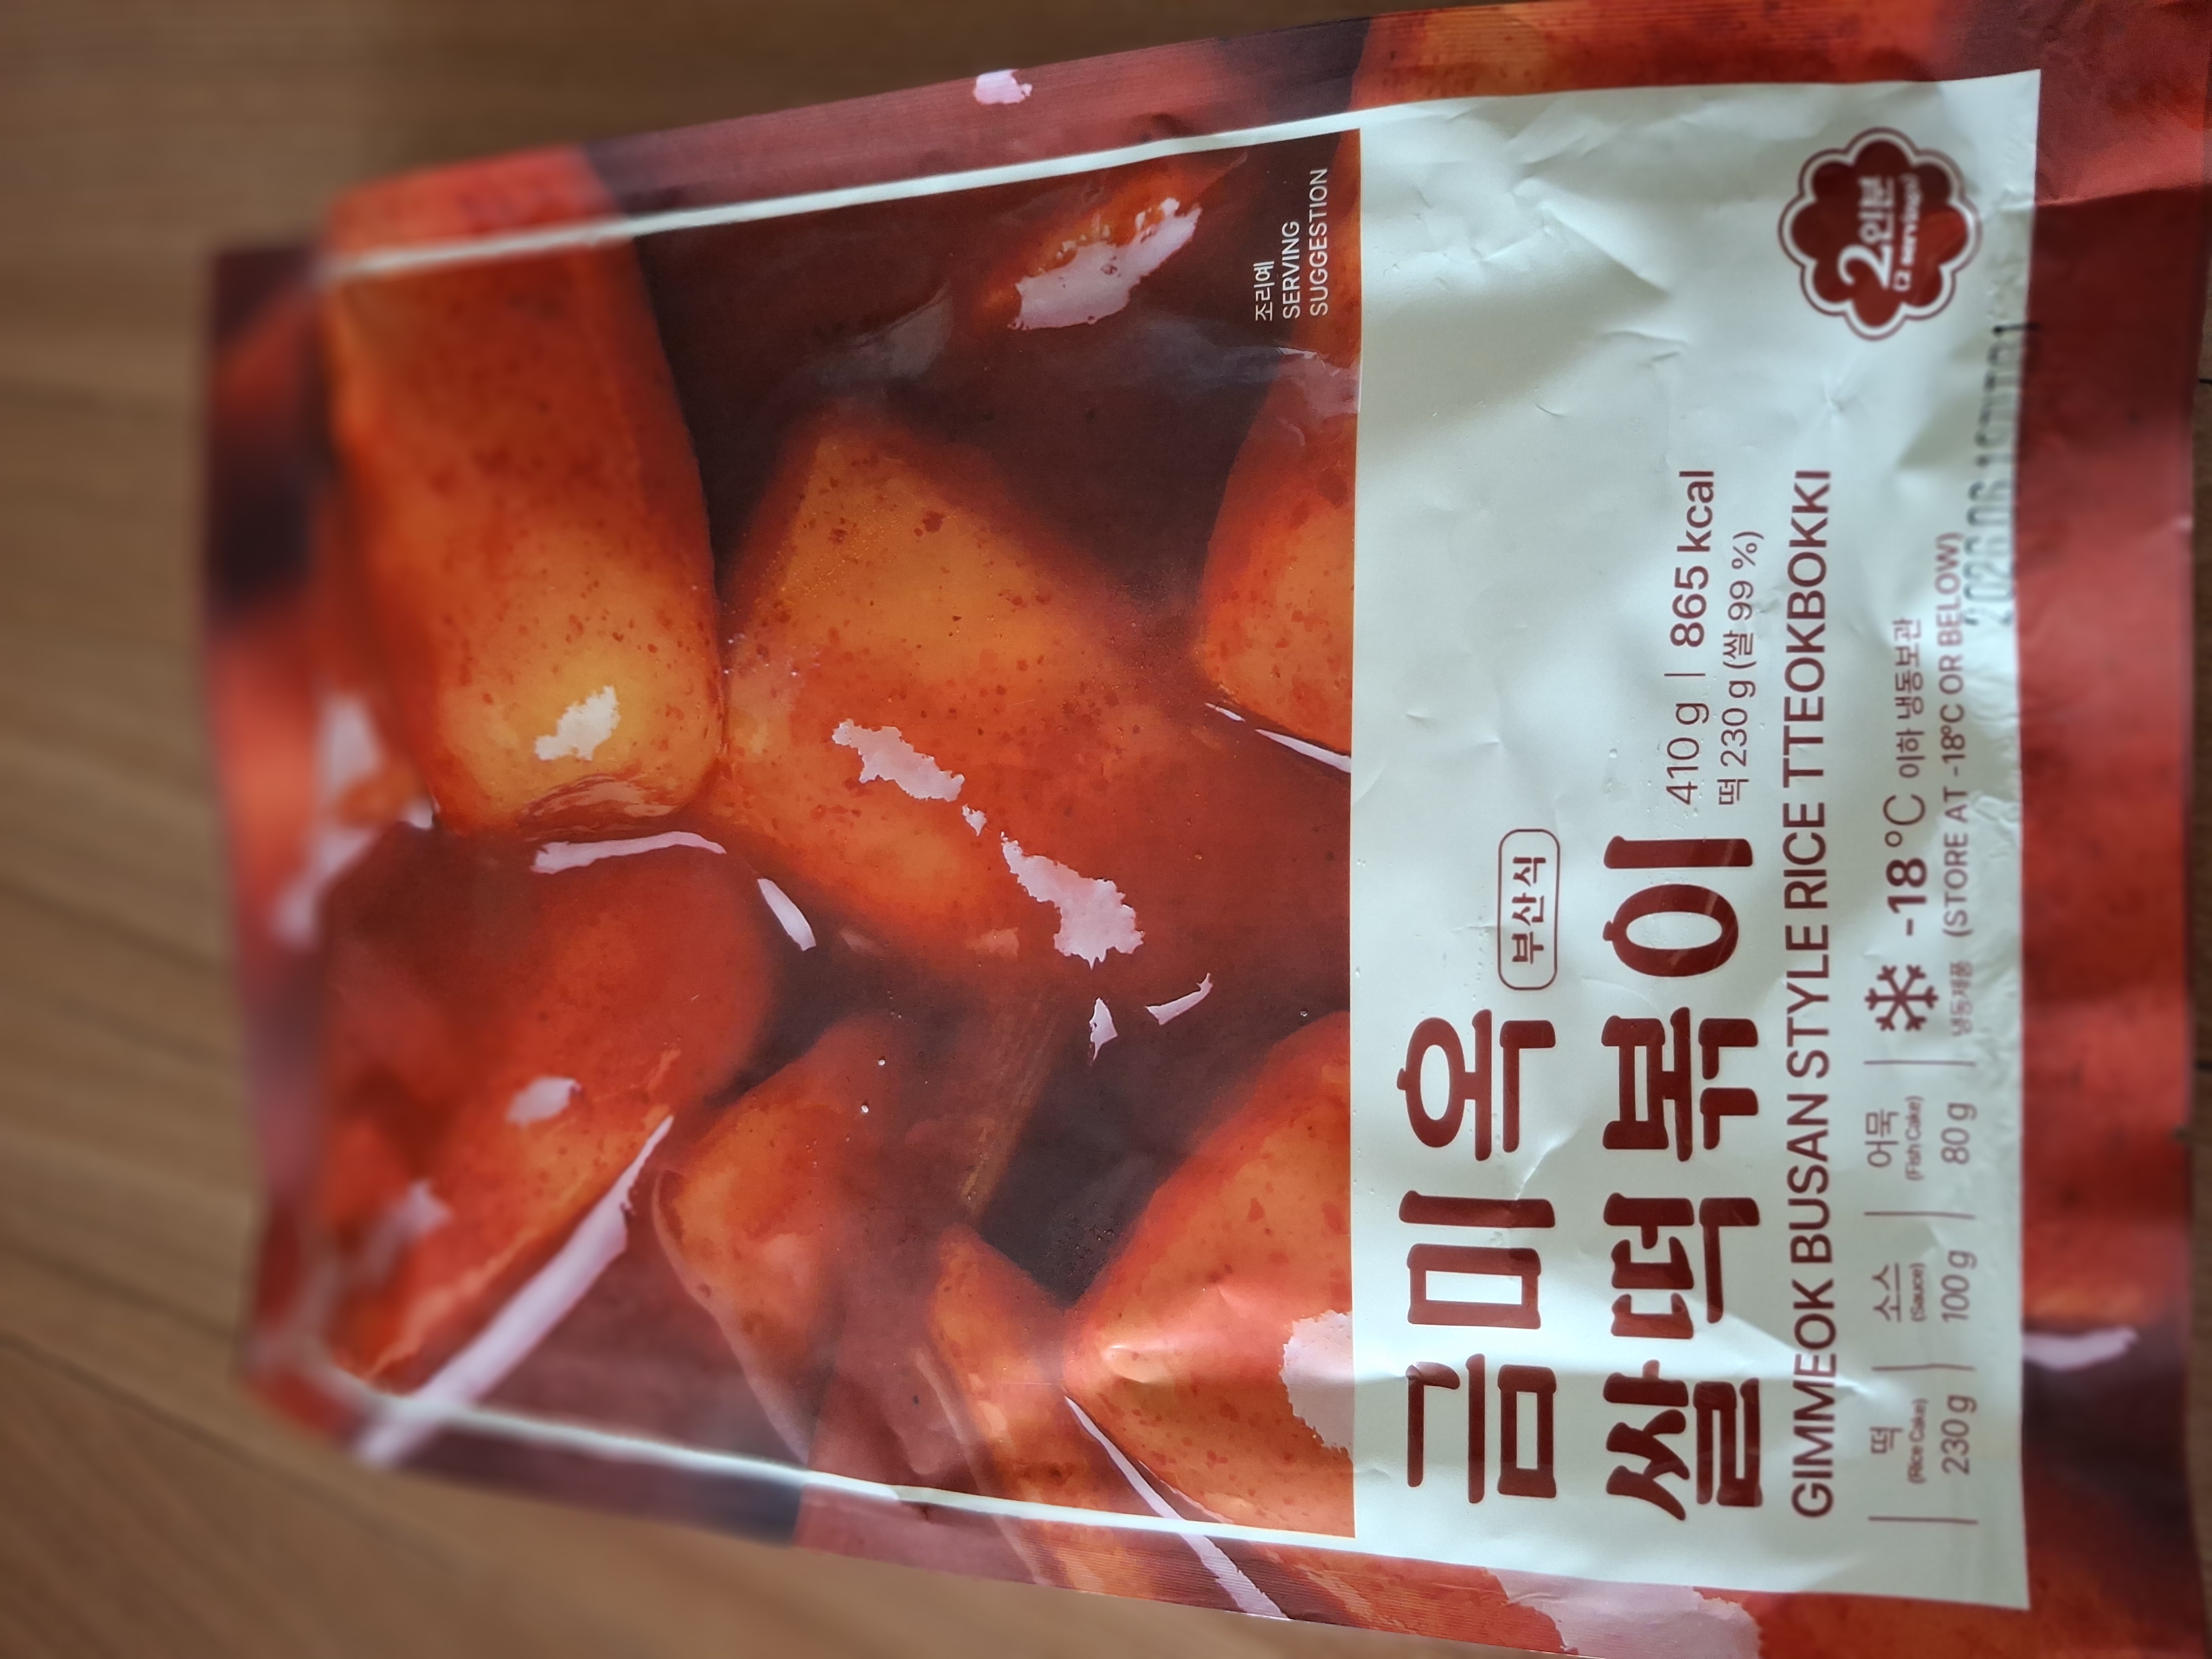 조리예
SERVING
SUGGESTION
금미옥 부산식
쌀떡볶이
410 g | 865 kcal
떡 230 g (쌀 99 %)
GIMMEOK BUSAN STYLE RICE TTEOKBOKKI
떡 (Rice Cake) 230 g
소스 (Sauce) 100 g
어묵 (Fish Cake) 80 g
냉동제품
-18 °C 이하 냉동보관
(STORE AT -18°C OR BELOW)
2인분
(2 servings)